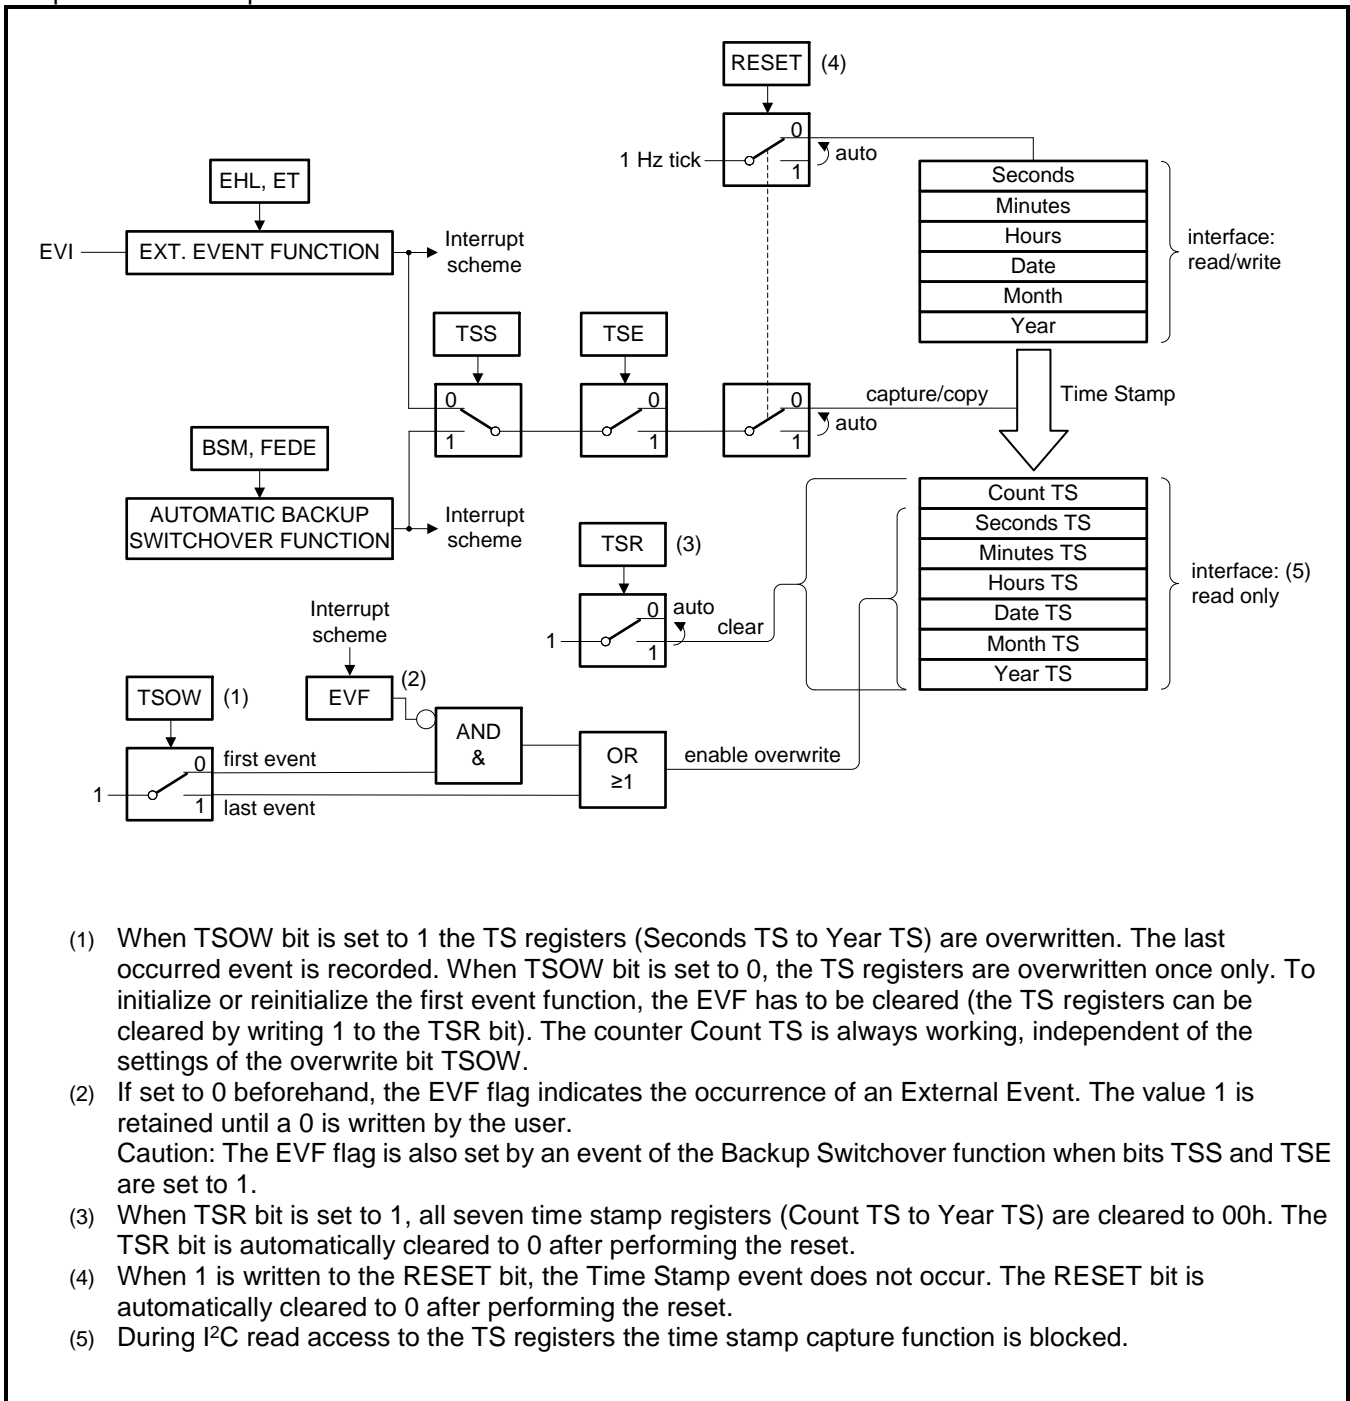 RESET (4)
0
1 Hz tick
auto
1
Seconds
Minutes
Hours
Date
Month
Year
interface:
read/write
EHL, ET
EVI
EXT. EVENT FUNCTION
Interrupt
scheme
TSS
TSE
0
1
0
1
0
1
auto
capture/copy
Time Stamp
BSM, FEDE
AUTOMATIC BACKUP
SWITCHOVER FUNCTION
Interrupt
scheme
TSR (3)
1
0
1
auto
clear
Count TS
Seconds TS
Minutes TS
Hours TS
Date TS
Month TS
Year TS
interface: (5)
read only
Interrupt
scheme
TSOW (1)
EVF
(2)
1
0
1
first event
last event
AND
&
OR
≥1
enable overwrite
(1) When TSOW bit is set to 1 the TS registers (Seconds TS to Year TS) are overwritten. The last
occurred event is recorded. When TSOW bit is set to 0, the TS registers are overwritten once only. To
initialize or reinitialize the first event function, the EVF has to be cleared (the TS registers can be
cleared by writing 1 to the TSR bit). The counter Count TS is always working, independent of the
settings of the overwrite bit TSOW.
(2) If set to 0 beforehand, the EVF flag indicates the occurrence of an External Event. The value 1 is
retained until a 0 is written by the user.
Caution: The EVF flag is also set by an event of the Backup Switchover function when bits TSS and TSE
are set to 1.
(3) When TSR bit is set to 1, all seven time stamp registers (Count TS to Year TS) are cleared to 00h. The
TSR bit is automatically cleared to 0 after performing the reset.
(4) When 1 is written to the RESET bit, the Time Stamp event does not occur. The RESET bit is
automatically cleared to 0 after performing the reset.
(5) During I²C read access to the TS registers the time stamp capture function is blocked.